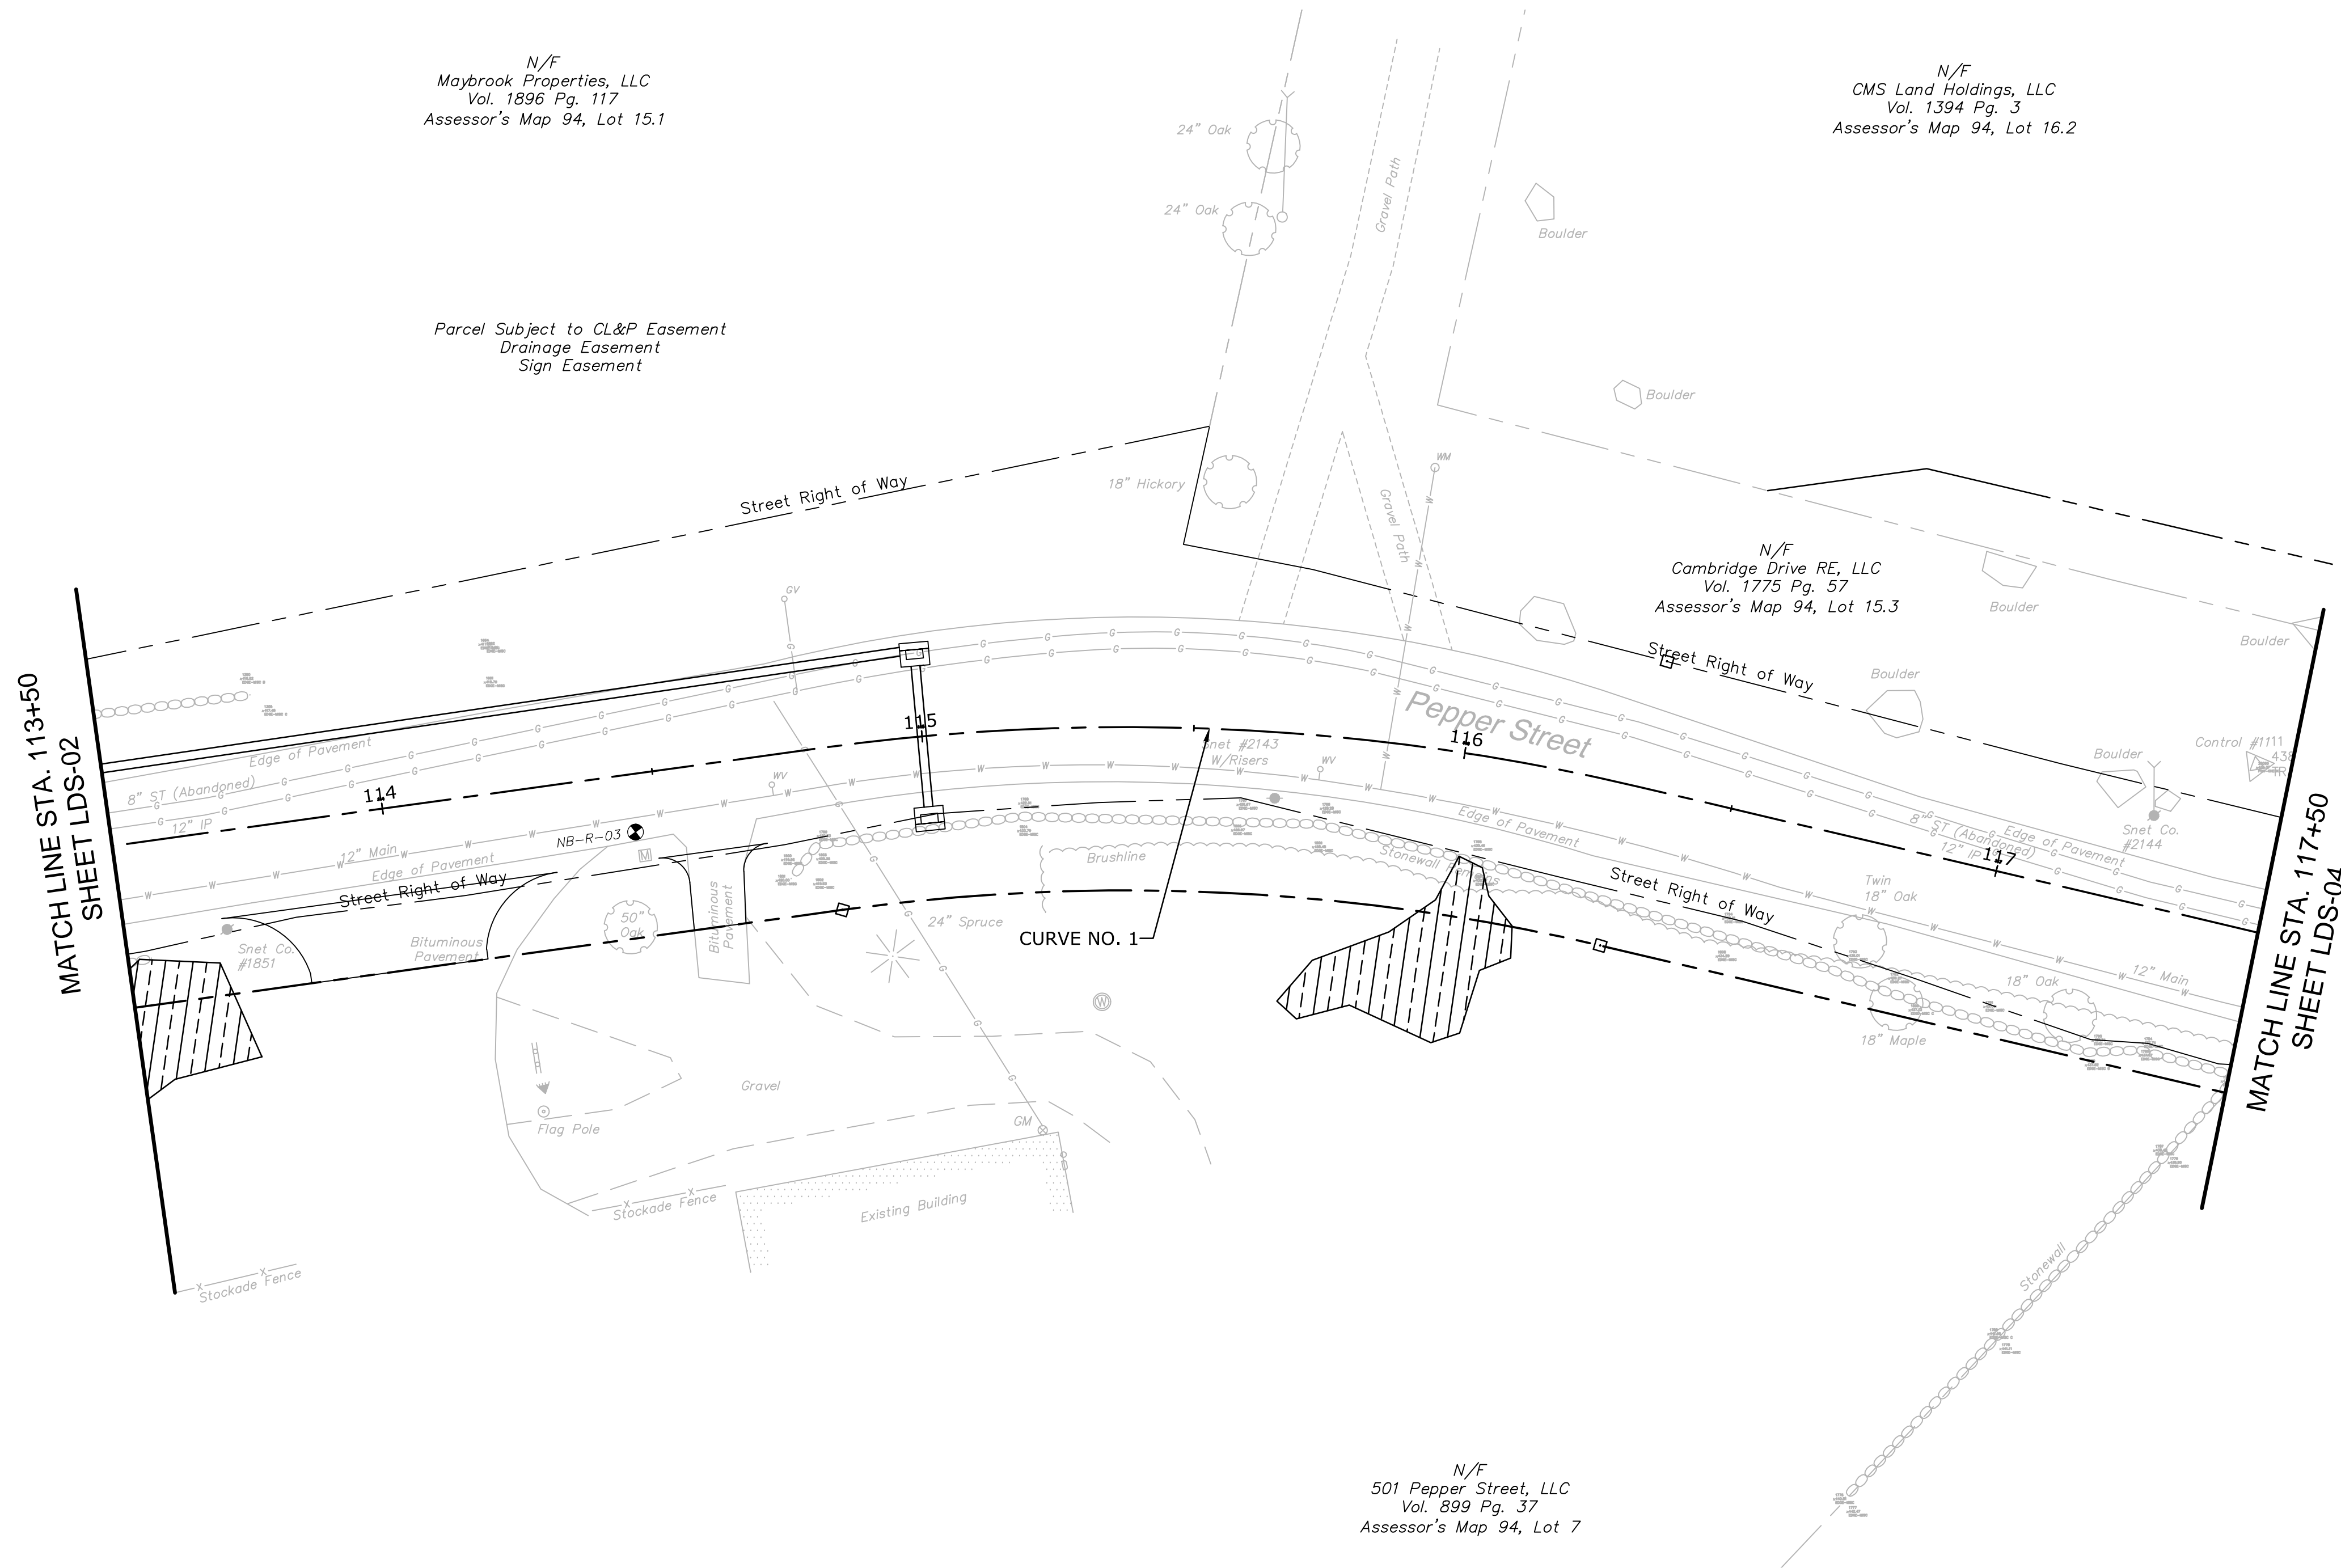 N/F
Maybrook Properties, LLC
Vol. 1896 Pg. 117
Assessor's Map 94, Lot 15.1
N/F
CMS Land Holdings, LLC
Vol. 1394 Pg. 3
Assessor's Map 94, Lot 16.2
24" Oak
24" Oak
Gravel Path
Boulder
Parcel Subject to CL&P Easement
Drainage Easement
Sign Easement
Boulder
Street Right of Way
18" Hickory
WM
W
Gravel Path
N/F
Cambridge Drive RE, LLC
Vol. 1775 Pg. 57
Assessor's Map 94, Lot 15.3
Boulder
Boulder
GV
G
Street Right of Way
Boulder
MATCH LINE STA. 113+50
SHEET LDS-02
Edge of Pavement
8" ST (Abandoned)
12" IP
114
115
116
117
Pepper Street
Snet #2143
W/Risers
WV
WV
Boulder
Control #1111
438
TR
Snet Co.
#2144
NB-R-03
M
12" Main
Edge of Pavement
Street Right of Way
Edge of Pavement
8" ST (Abandoned)
12" IP
Edge of Pavement
Brushline
Stonewall Remains
Street Right of Way
Twin
18" Oak
Snet Co.
#1851
Bituminous
Pavement
50"
Oak
Bituminous
Pavement
24" Spruce
CURVE NO. 1
W
18" Oak
12" Main
18" Maple
MATCH LINE STA. 117+50
SHEET LDS-04
Gravel
Flag Pole
GM
Stockade Fence
Existing Building
Stockade Fence
Stonewall
N/F
501 Pepper Street, LLC
Vol. 899 Pg. 37
Assessor's Map 94, Lot 7